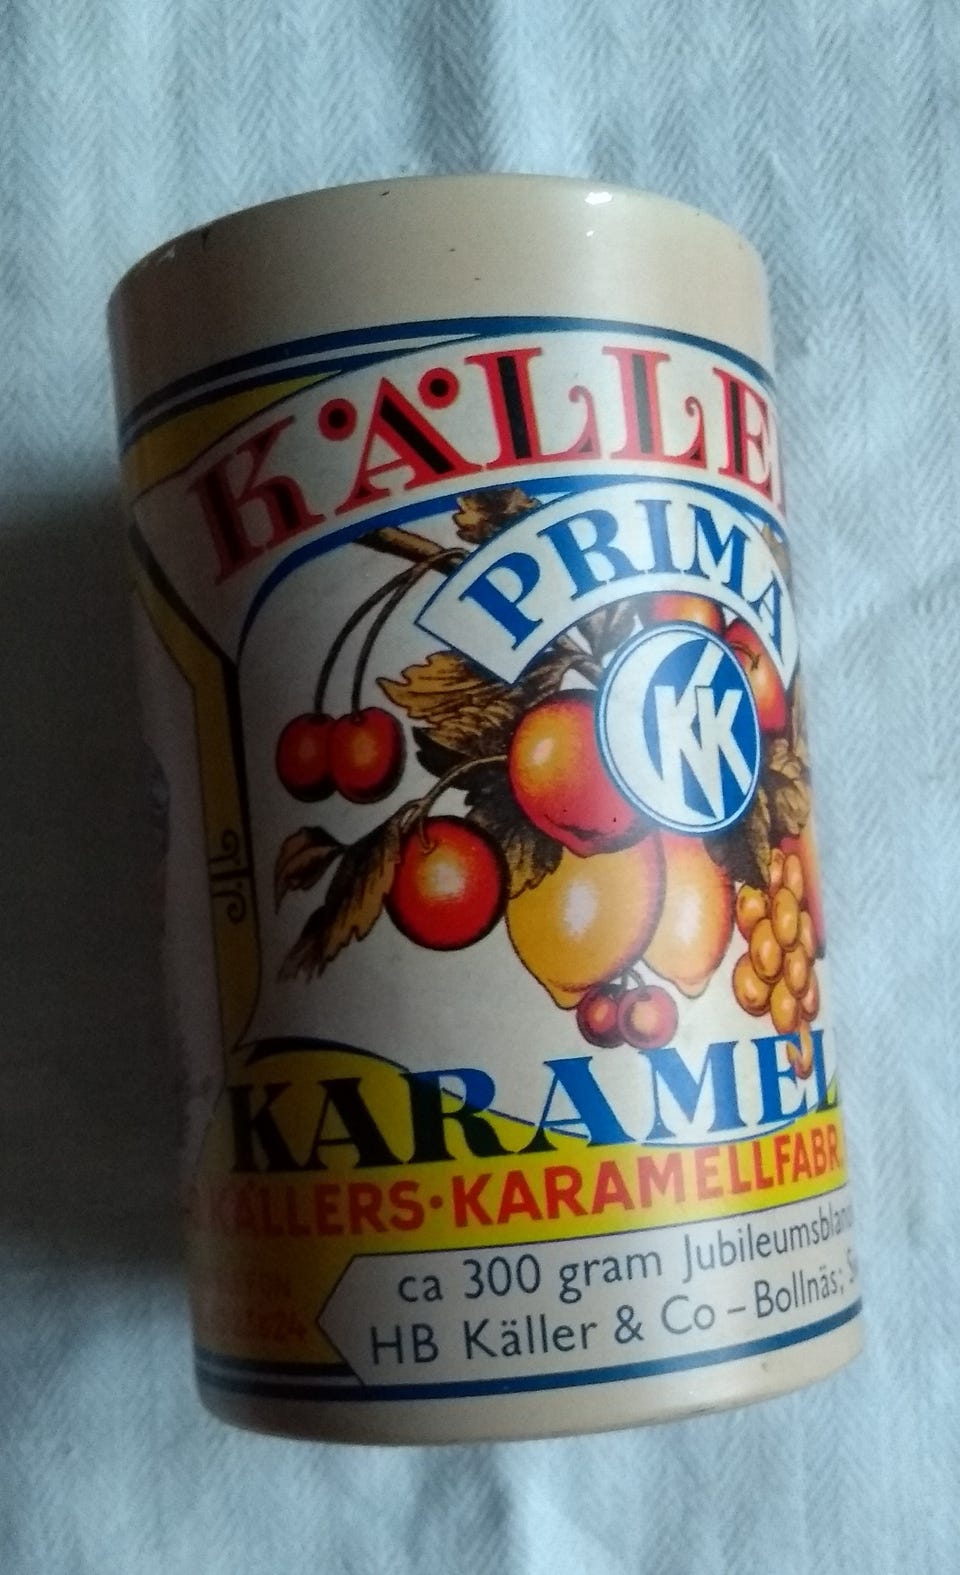 KÄLLE
PRIMA
KK
KARAMEL
KÄLLERS·KARAMELLFABR
ca 300 gram Jubileumsblan
HB Käller & Co – Bollnäs; S